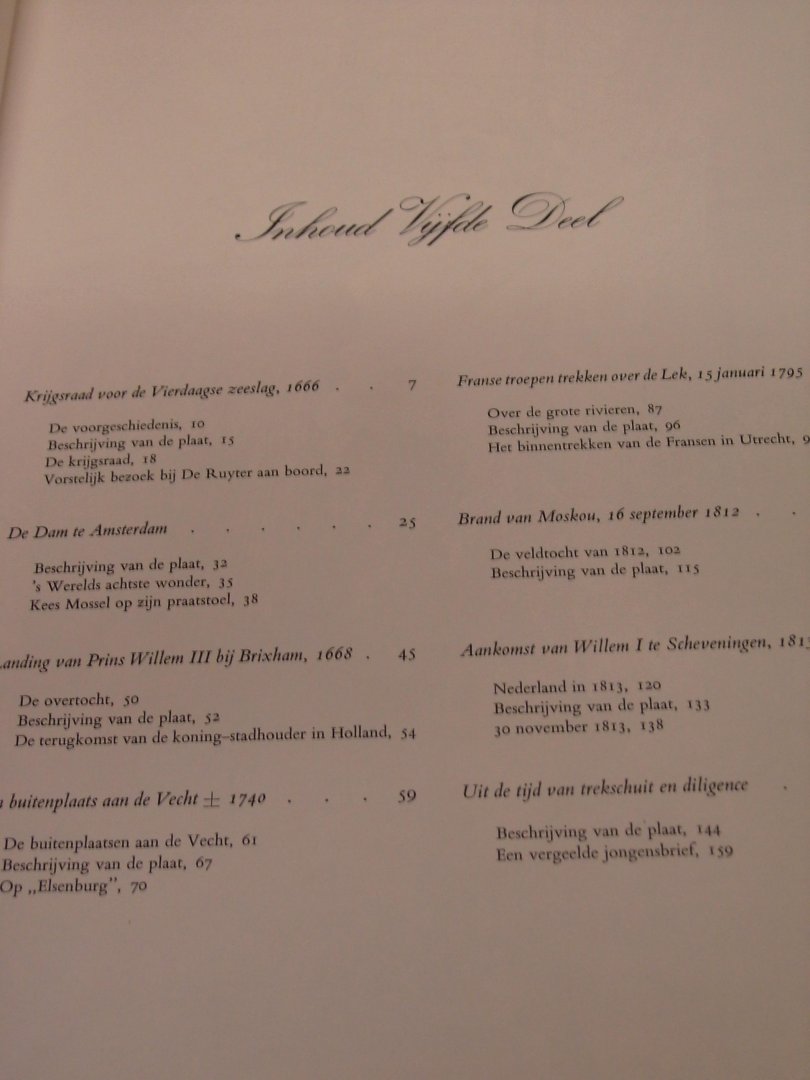 Inhoud Vijfde Deel
Krijgsraad voor de Vierdaagse zeeslag, 1666 . . 7
De voorgeschiedenis, 10
Beschrijving van de plaat, 15
De krijgsraad, 18
Vorstelijk bezoek bij De Ruyter aan boord, 22
De Dam te Amsterdam . . . . . . 25
Beschrijving van de plaat, 32
's Werelds achtste wonder, 35
Kees Mossel op zijn praatstoel, 38
anding van Prins Willem III bij Brixham, 1668 . 45
De overtocht, 50
Beschrijving van de plaat, 52
De terugkomst van de koning–stadhouder in Holland, 54
buitenplaats aan de Vecht ± 1740 . . . 59
De buitenplaatsen aan de Vecht, 61
Beschrijving van de plaat, 67
Op „Elsenburg”, 70
Franse troepen trekken over de Lek, 15 januari 1795
Over de grote rivieren, 87
Beschrijving van de plaat, 96
Het binnentrekken van de Fransen in Utrecht, 9
Brand van Moskou, 16 september 1812 . .
De veldtocht van 1812, 102
Beschrijving van de plaat, 115
Aankomst van Willem I te Scheveningen, 1813
Nederland in 1813, 120
Beschrijving van de plaat, 133
30 november 1813, 138
Uit de tijd van trekschuit en diligence .
Beschrijving van de plaat, 144
Een vergeelde jongensbrief, 159